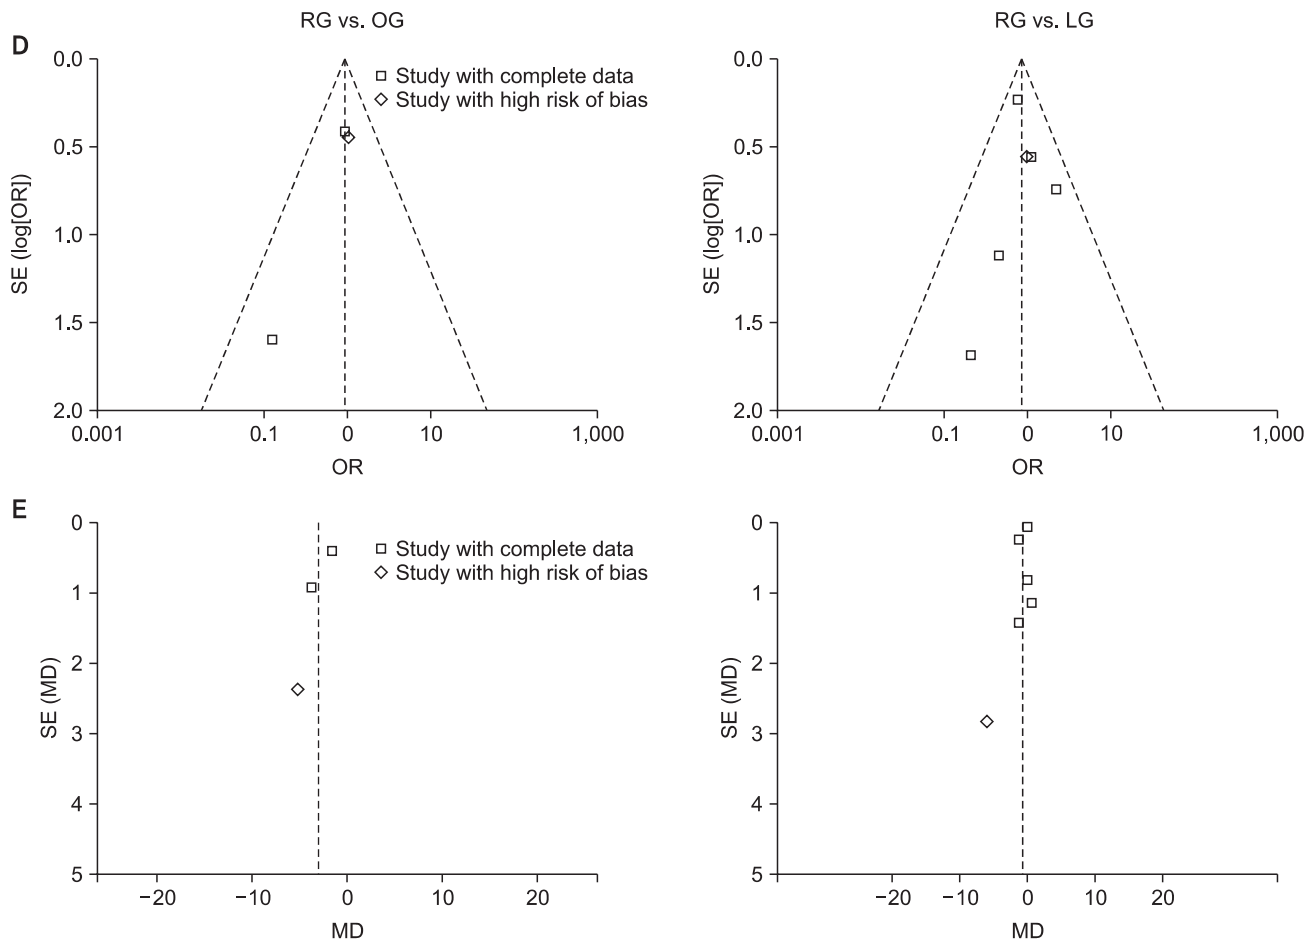 RG vs. OG
RG vs. LG
D
0.0
0.5
1.0
1.5
2.0
SE (log[OR])
Study with complete data
Study with high risk of bias
0.001
0.1
0
10
1,000
OR
0.0
0.5
1.0
1.5
2.0
SE (log[OR])
0.001
0.1
0
10
1,000
OR
E
0
1
2
3
4
5
SE (MD)
Study with complete data
Study with high risk of bias
−20
−10
0
10
20
MD
0
1
2
3
4
5
SE (MD)
−20
−10
0
10
20
MD